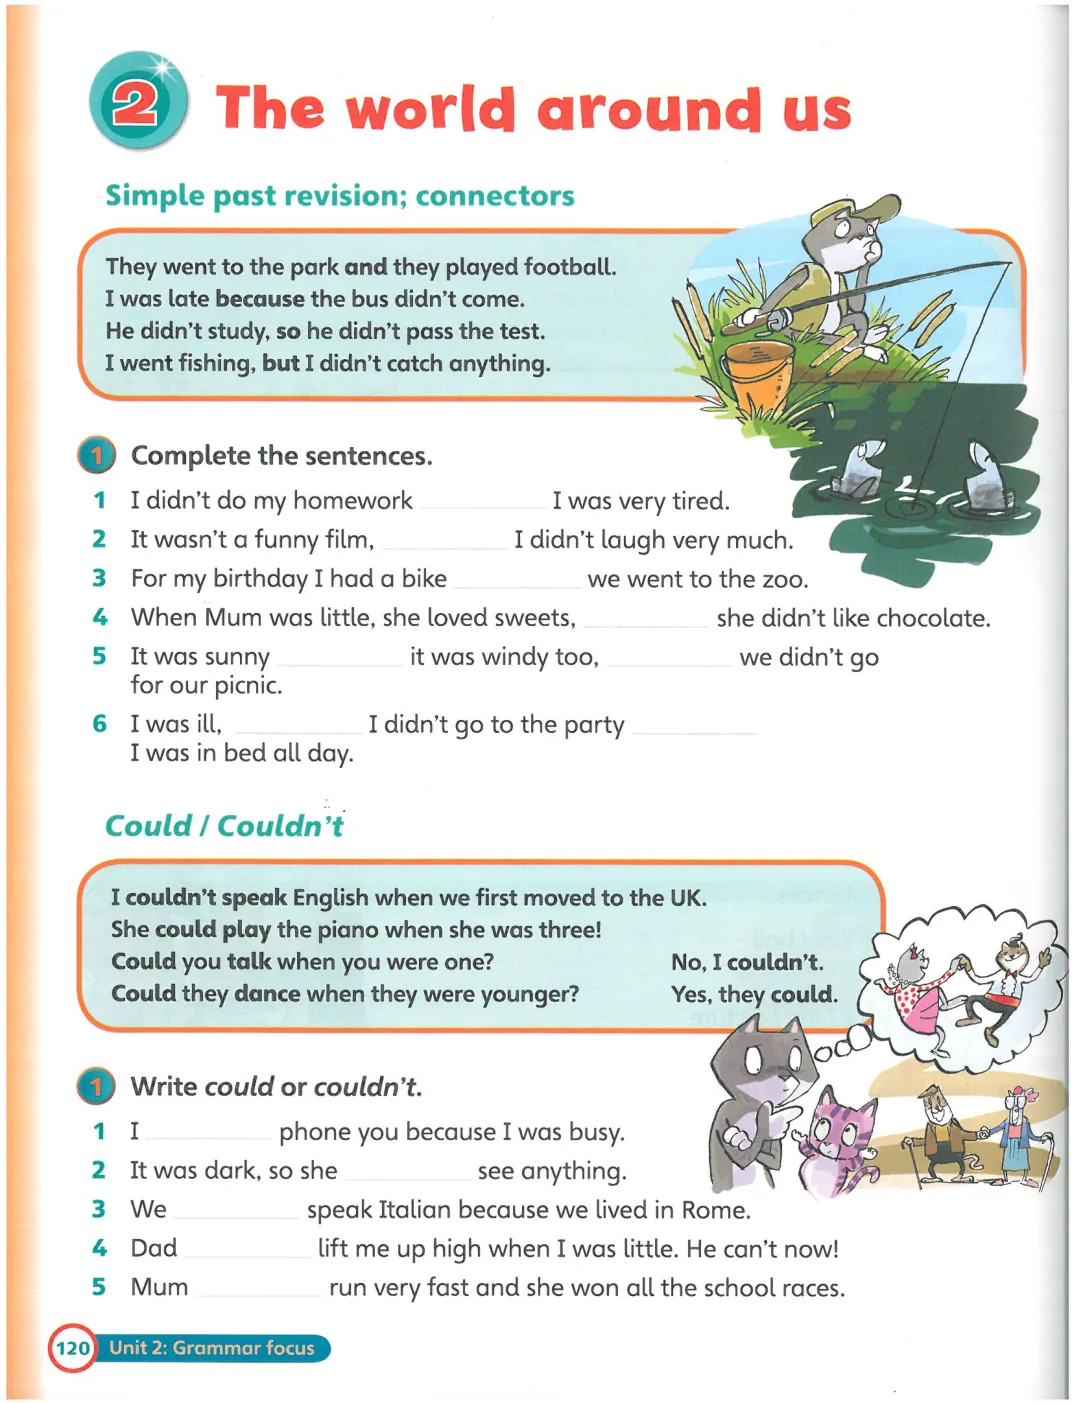 2 The world around us
Simple past revision; connectors
They went to the park and they played football.
I was late because the bus didn't come.
He didn't study, so he didn't pass the test.
I went fishing, but I didn't catch anything.
1 Complete the sentences.
1 I didn't do my homework I was very tired.
2 It wasn't a funny film, I didn't laugh very much.
3 For my birthday I had a bike we went to the zoo.
4 When Mum was little, she loved sweets, she didn't like chocolate.
5 It was sunny it was windy too, we didn't go
for our picnic.
6 I was ill, I didn't go to the party
I was in bed all day.
Could / Couldn't
I couldn't speak English when we first moved to the UK.
She could play the piano when she was three!
Could you talk when you were one? No, I couldn't.
Could they dance when they were younger? Yes, they could.
1 Write could or couldn't.
1 I phone you because I was busy.
2 It was dark, so she see anything.
3 We speak Italian because we lived in Rome.
4 Dad lift me up high when I was little. He can't now!
5 Mum run very fast and she won all the school races.
120 Unit 2: Grammar focus